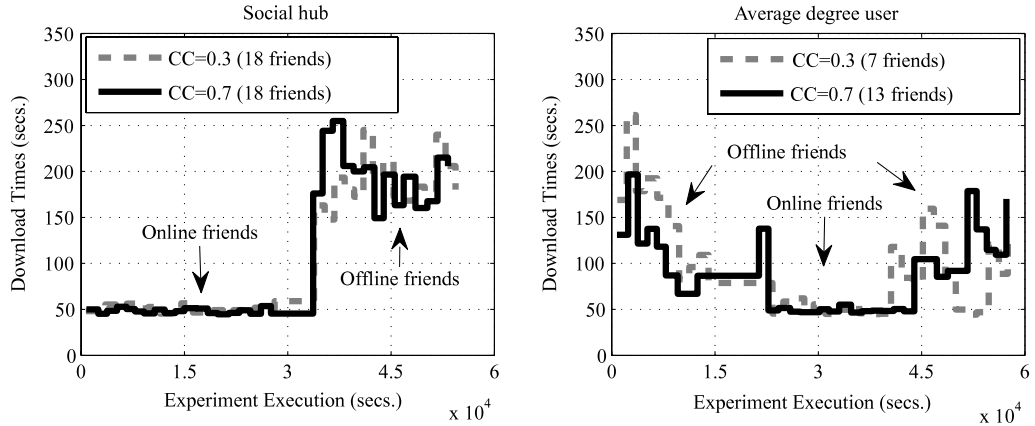 Social hub
350
300
250
200
150
100
50
0
Download Times (secs.)
CC=0.3 (18 friends)
CC=0.7 (18 friends)
Online friends
Offline friends
0 1.5 3 4.5 6
Experiment Execution (secs.)
x 10^4
Average degree user
350
300
250
200
150
100
50
0
Download Times (secs.)
CC=0.3 (7 friends)
CC=0.7 (13 friends)
Offline friends
Online friends
0 1.5 3 4.5 6
Experiment Execution (secs.)
x 10^4